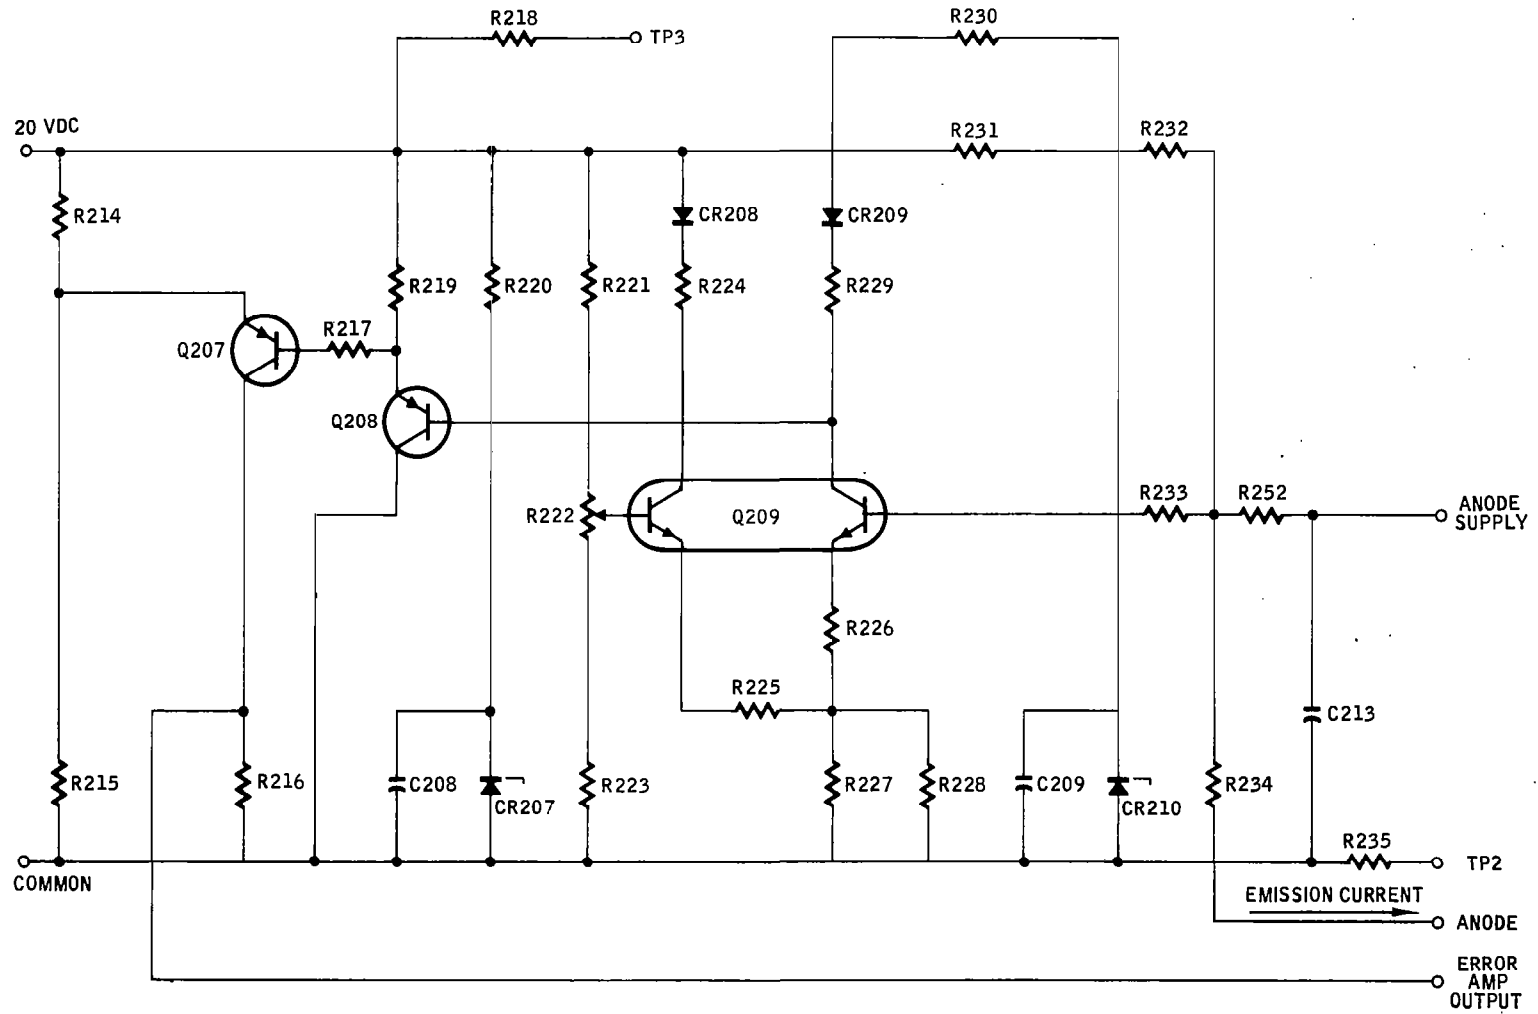 R218
R230
TP3
20 VDC
R231
R232
R214
CR208
CR209
R219
R220
R221
R224
R229
R217
Q207
Q208
R222
Q209
R233
R252
ANODE
SUPPLY
R226
R225
C213
R215
R216
C208
CR207
R223
R227
R228
C209
CR210
R234
R235
COMMON
TP2
EMISSION CURRENT
ANODE
ERROR
AMP
OUTPUT